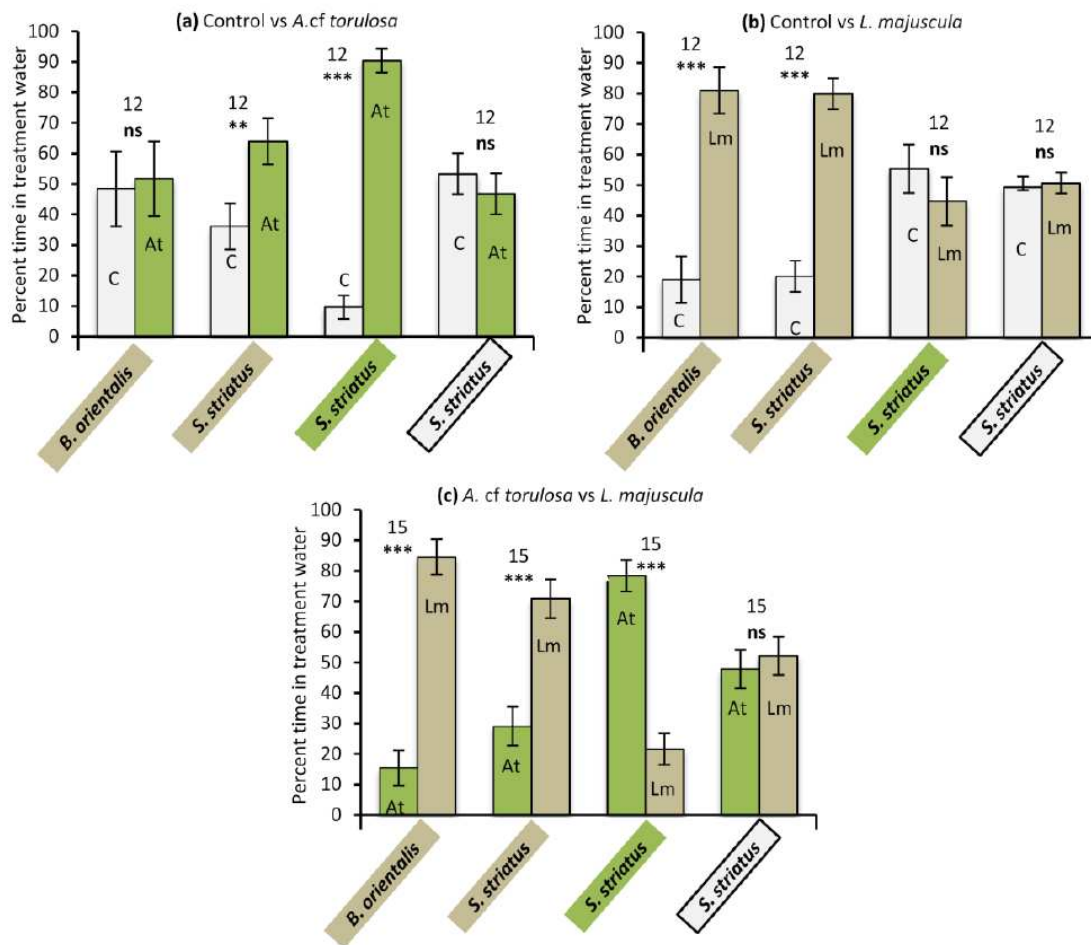 (a) Control vs A.cf torulosa
Percent time in treatment water
100
90
80
70
60
50
40
30
20
10
0
12
ns
12
**
12
***
12
ns
C
At
C
At
C
At
C
At
B. orientalis
S. striatus
S. striatus
S. striatus
(b) Control vs L. majuscula
Percent time in treatment water
100
90
80
70
60
50
40
30
20
10
0
12
***
12
***
12
ns
12
ns
C
Lm
C
Lm
C
Lm
C
Lm
B. orientalis
S. striatus
S. striatus
S. striatus
(c) A. cf torulosa vs L. majuscula
Percent time in treatment water
100
90
80
70
60
50
40
30
20
10
0
15
***
15
***
15
***
15
ns
At
Lm
At
Lm
At
Lm
At
Lm
B. orientalis
S. striatus
S. striatus
S. striatus